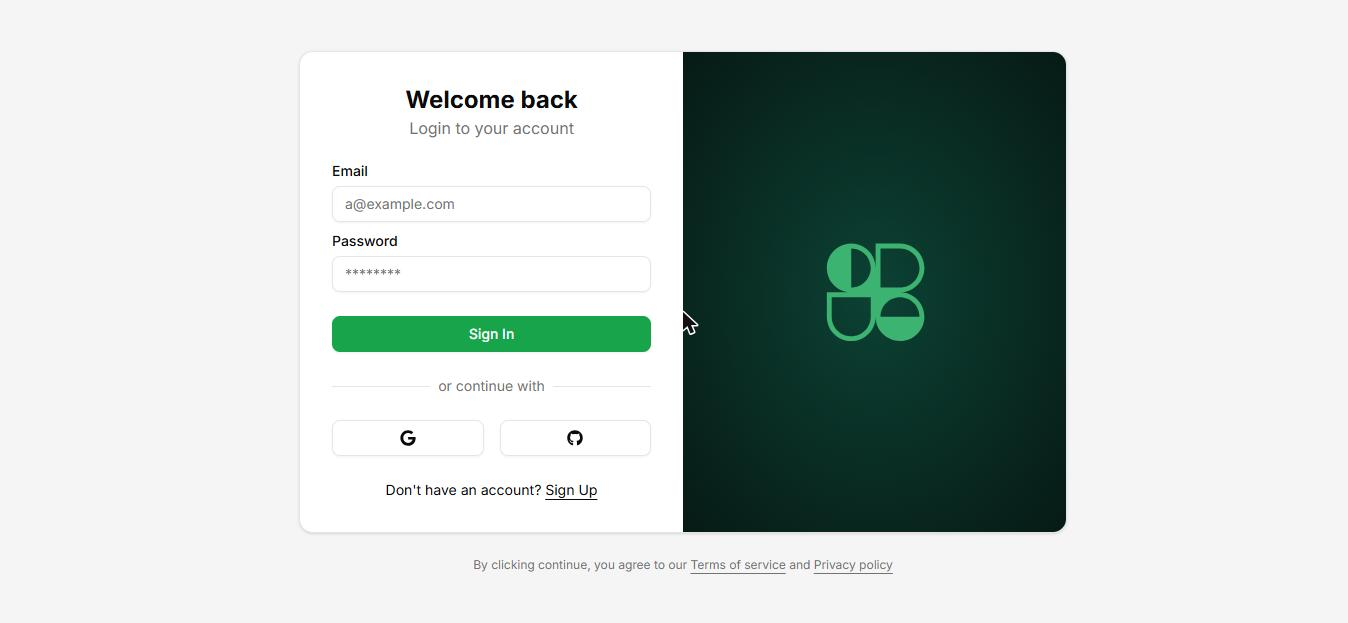 Welcome back
Login to your account
Email
a@example.com
Password
********
Sign In
or continue with
Don't have an account? Sign Up
By clicking continue, you agree to our Terms of service and Privacy policy